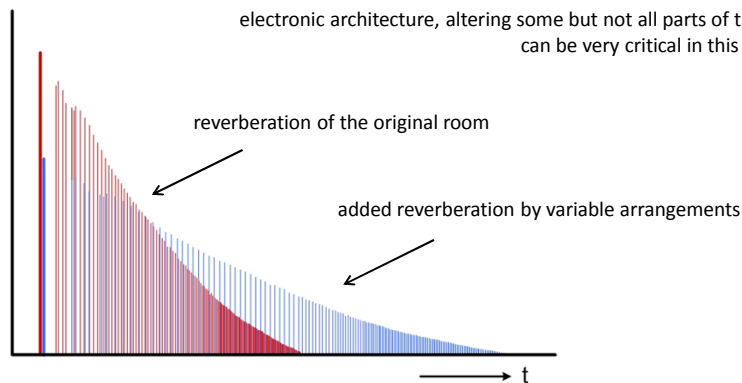 electronic architecture, altering some but not all parts of t
can be very critical in this
reverberation of the original room
added reverberation by variable arrangements
t